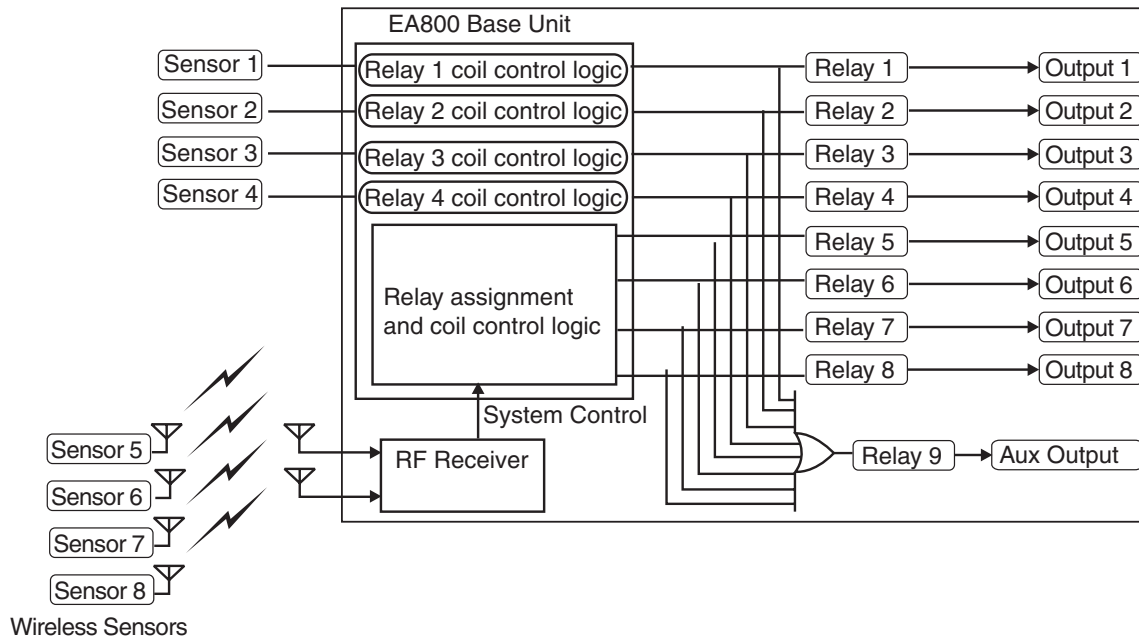 EA800 Base Unit
Sensor 1
Relay 1 coil control logic
Relay 1
Output 1
Sensor 2
Relay 2 coil control logic
Relay 2
Output 2
Sensor 3
Relay 3 coil control logic
Relay 3
Output 3
Sensor 4
Relay 4 coil control logic
Relay 4
Output 4
Relay 5
Output 5
Relay assignment
and coil control logic
Relay 6
Output 6
Relay 7
Output 7
Relay 8
Output 8
System Control
Sensor 5
RF Receiver
Relay 9
Aux Output
Sensor 6
Sensor 7
Sensor 8
Wireless Sensors